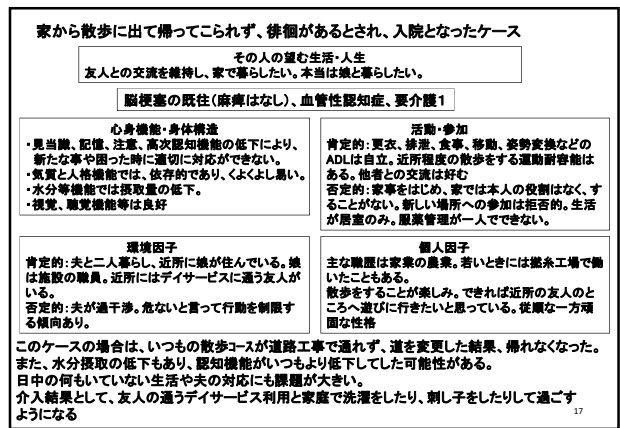 家から散歩に出て帰ってこられず、徘徊があるとされ、入院となったケース
その人の望む生活・人生
友人との交流を維持し、家で暮らしたい。本当は娘と暮らしたい。
脳梗塞の既往(麻痺はなし)、血管性認知症、要介護1
心身機能・身体構造
・見当識、記憶、注意、高次認知機能の低下により、
新たな事や困った時に適切に対応ができない。
・気質と人格機能では、依存的であり、くよくよし易い。
・水分等機能では摂取量の低下。
・視覚、聴覚機能等は良好
活動・参加
肯定的:更衣、排泄、食事、移動、姿勢変換などの
ADLは自立。近所程度の散歩をする運動耐容能は
ある。他者との交流は好む
否定的:家事をはじめ、家では本人の役割はなく、す
ることがない。新しい場所への参加は拒否的。生活
が居室のみ。服薬管理が一人でできない。
環境因子
肯定的:夫と二人暮らし、近所に娘が住んでいる。娘
は施設の職員。近所にはデイサービスに通う友人が
いる。
否定的:夫が過干渉。危ないと言って行動を制限す
る傾向あり。
個人因子
主な職歴は家業の農業。若いときには撚糸工場で働
いたこともある。
散歩をすることが楽しみ。できれば近所の友人のと
ころへ遊びに行きたいと思っている。従順な一方頑
固な性格
このケースの場合は、いつもの散歩コースが道路工事で通れず、道を変更した結果、帰れなくなった。
また、水分摂取の低下もあり、認知機能がいつもより低下してした可能性がある。
日中の何もいていない生活や夫の対応にも課題が大きい。
介入結果として、友人の通うデイサービス利用と家庭で洗濯をしたり、刺し子をしたりして過ごす
ようになる
17